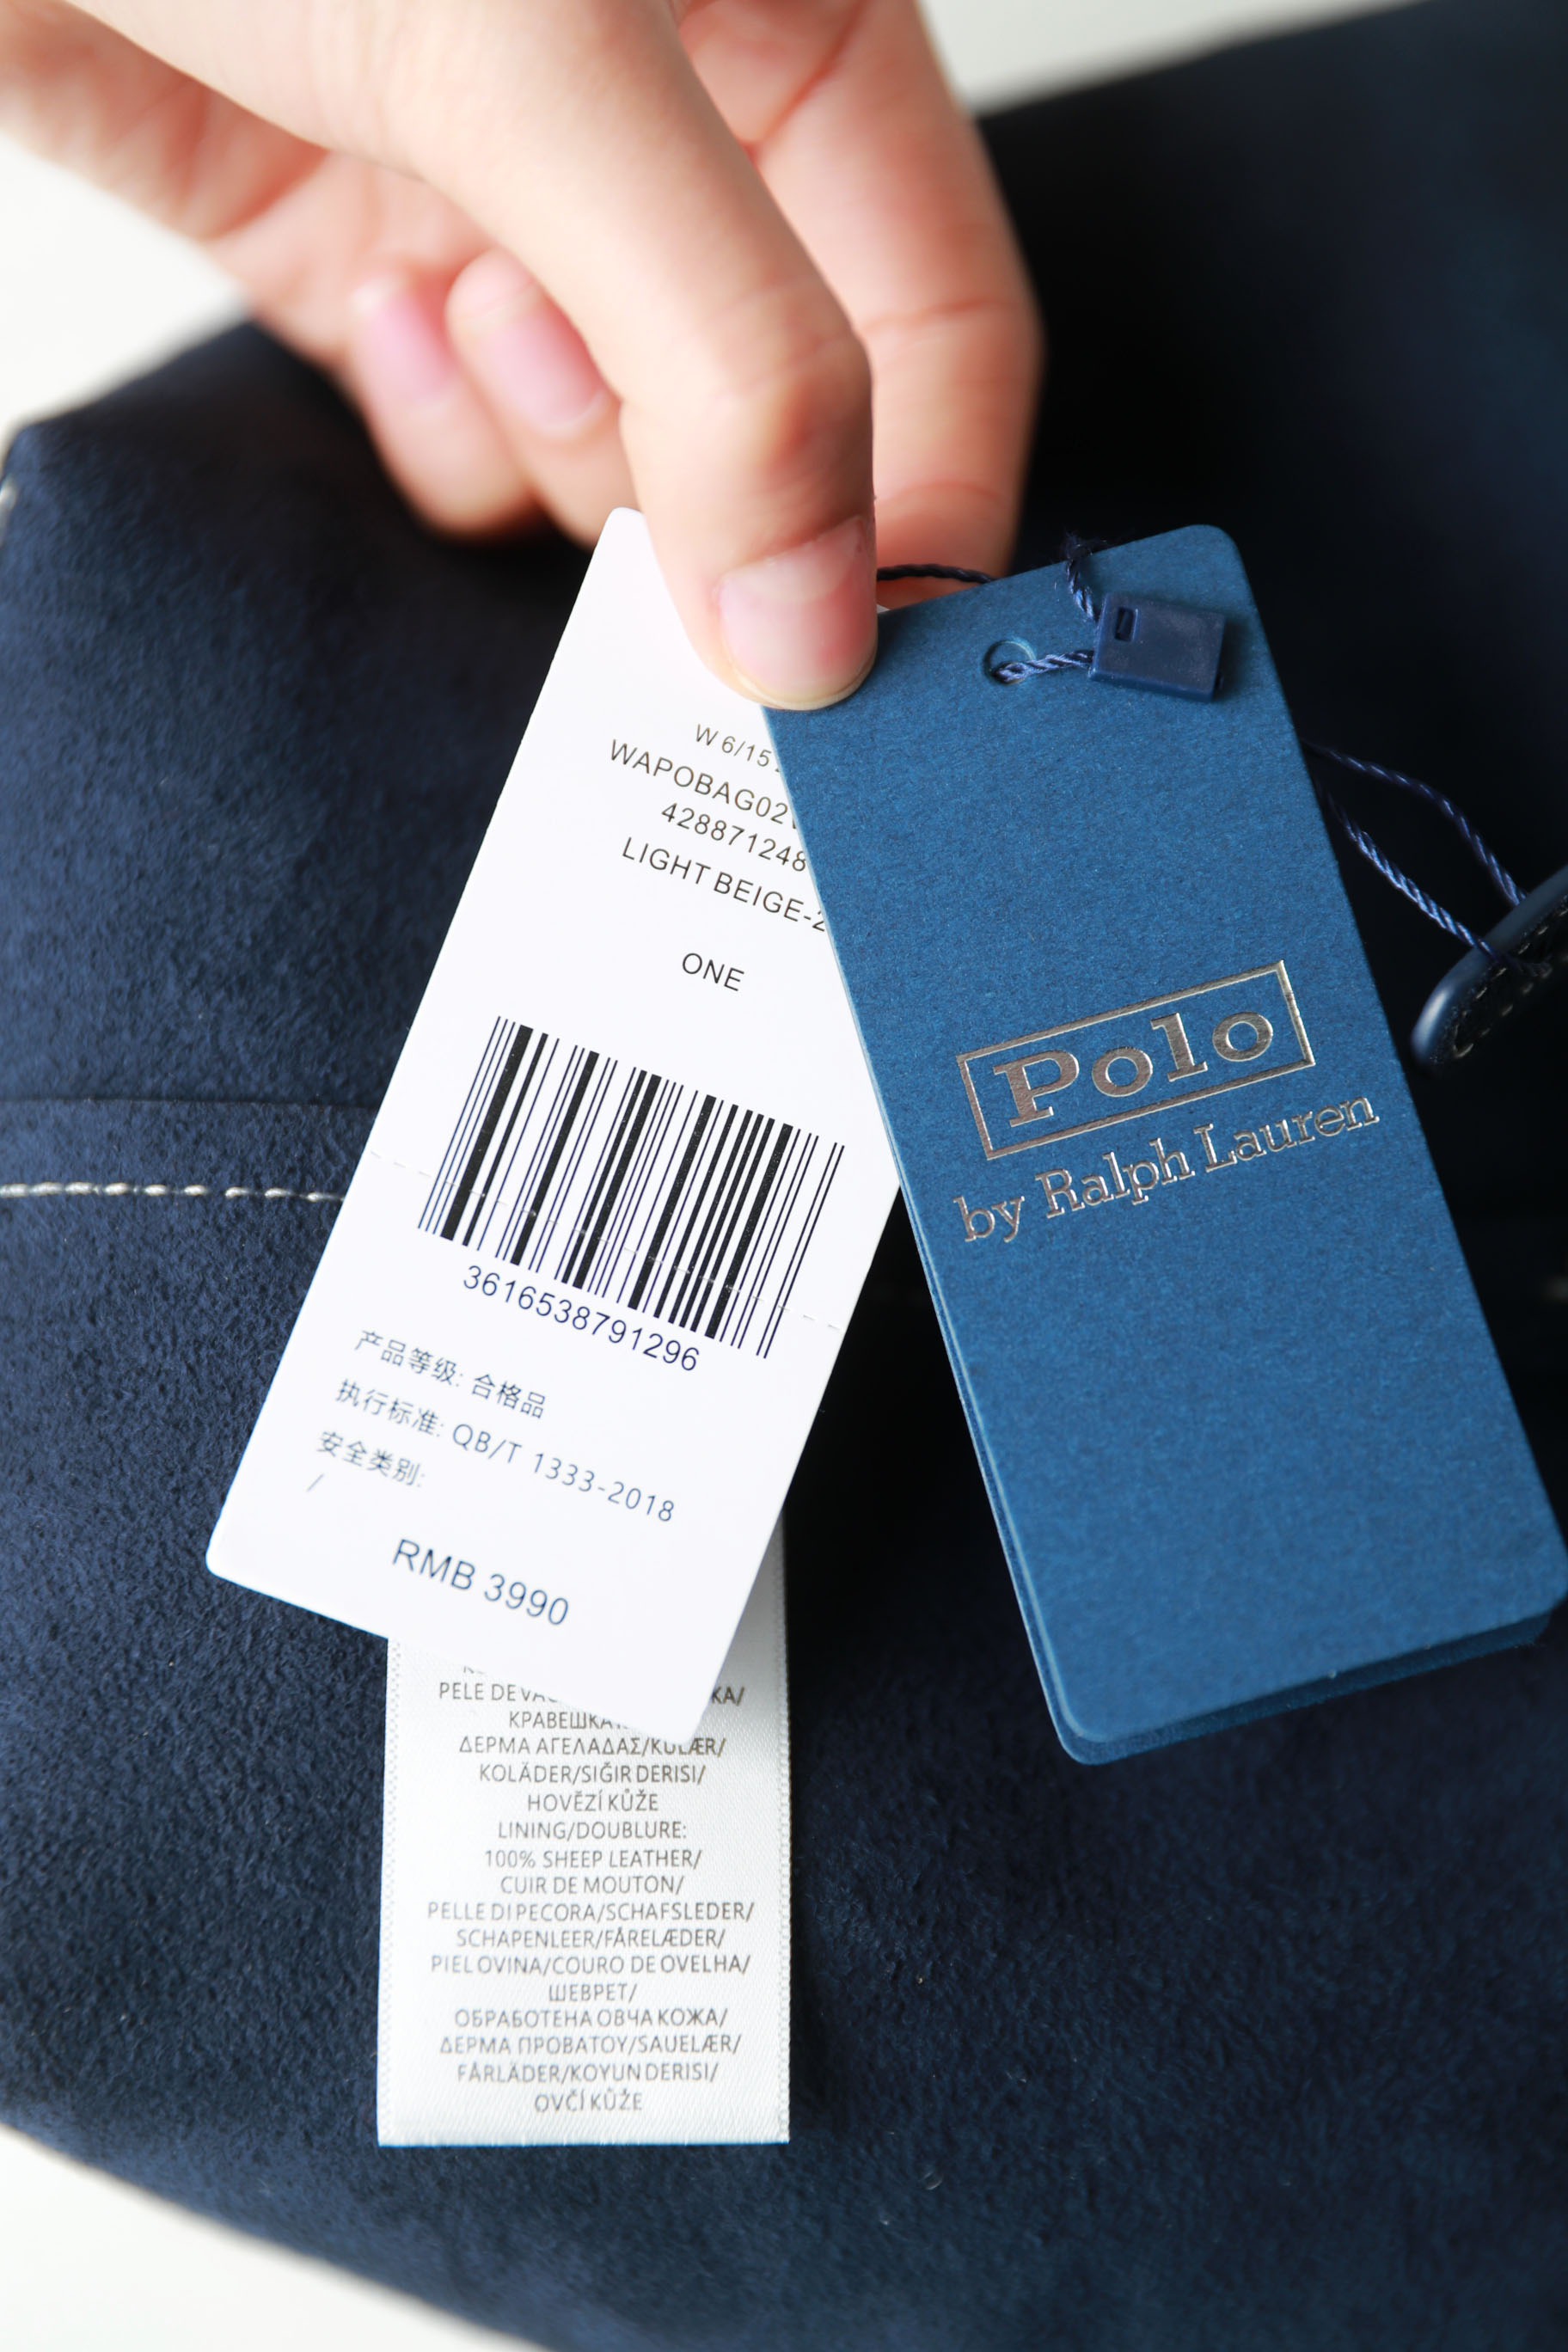 W 6/15
WAPOBAG02
428871248
LIGHT BEIGE-2
ONE
3616538791296
产品等级: 合格品
执行标准: QB/T 1333-2018
安全类别:
/
RMB 3990
Polo
by Ralph Lauren
PELE DE VAC KA/
КРАВЕШКА
ΔΕΡΜΑ ΑΓΕΛΑΔΑΣ/KULÆR/
KOLÄDER/SIĞIR DERISI/
HOVĚZÍ KŮŽE
LINING/DOUBLURE:
100% SHEEP LEATHER/
CUIR DE MOUTON/
PELLE DI PECORA/SCHAFSLEDER/
SCHAPENLEER/FÅRELÆDER/
PIEL OVINA/COURO DE OVELHA/
ШЕВРЕТ/
ОБРАБОТЕНА ОВЧА КОЖА/
ΔΕΡΜΑ ΠΡΟΒΑΤΟΥ/SAUELÆR/
FÅRLÄDER/KOYUN DERISI/
OVČÍ KŮŽE